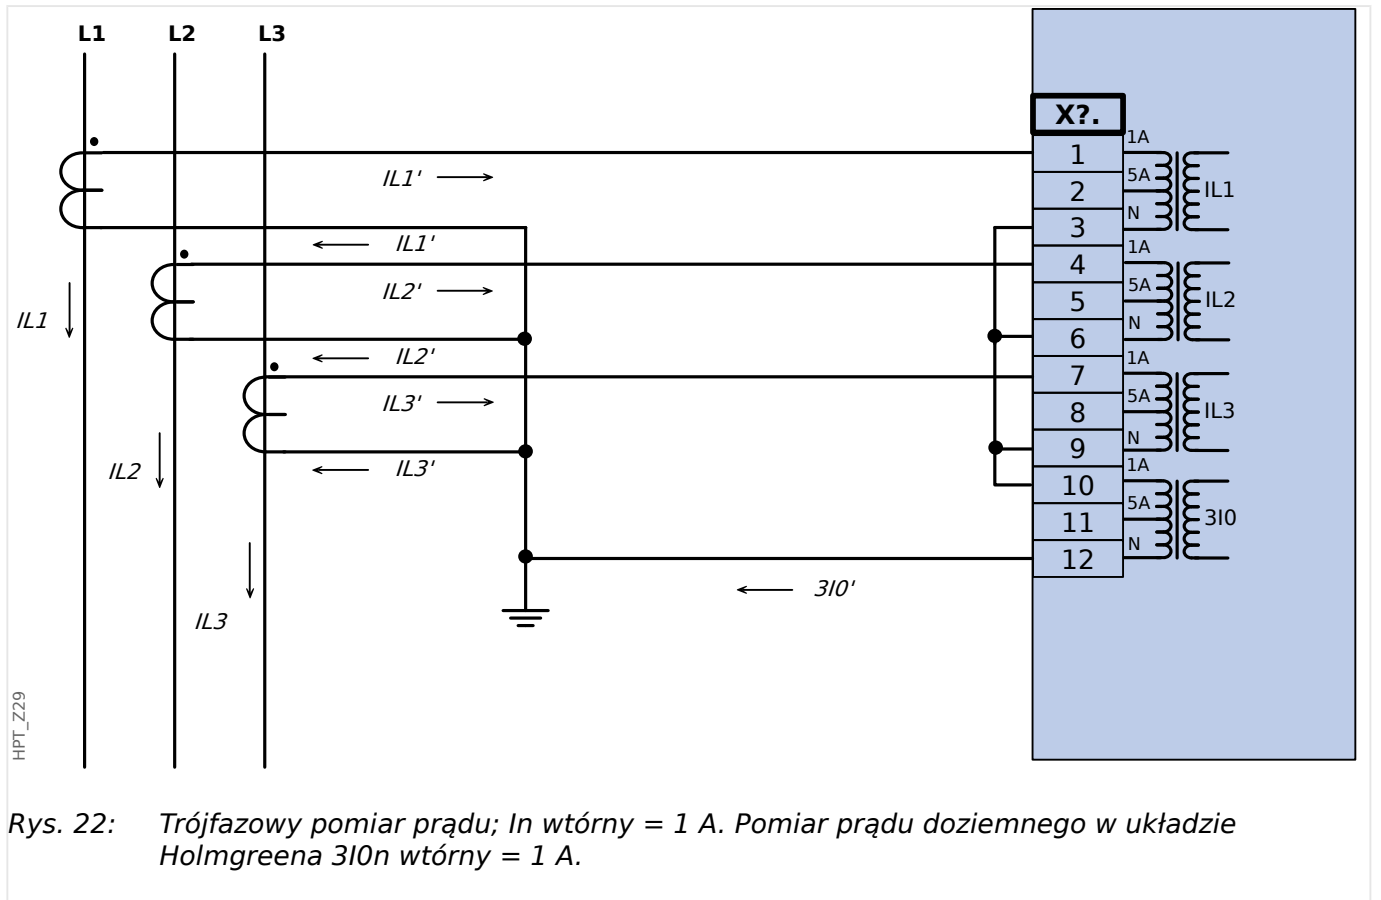 L1 L2 L3
X?.
1
2
3
4
5
6
7
8
9
10
11
12
1A
5A
N
IL1
1A
5A
N
IL2
1A
5A
N
IL3
1A
5A
N
3I0
IL1'
IL1'
IL2'
IL2'
IL3'
IL3'
3I0'
IL1
IL2
IL3
HPT_Z29
Rys. 22: Trójfazowy pomiar prądu; In wtórny = 1 A. Pomiar prądu doziemnego w układzie
Holmgreena 3I0n wtórny = 1 A.